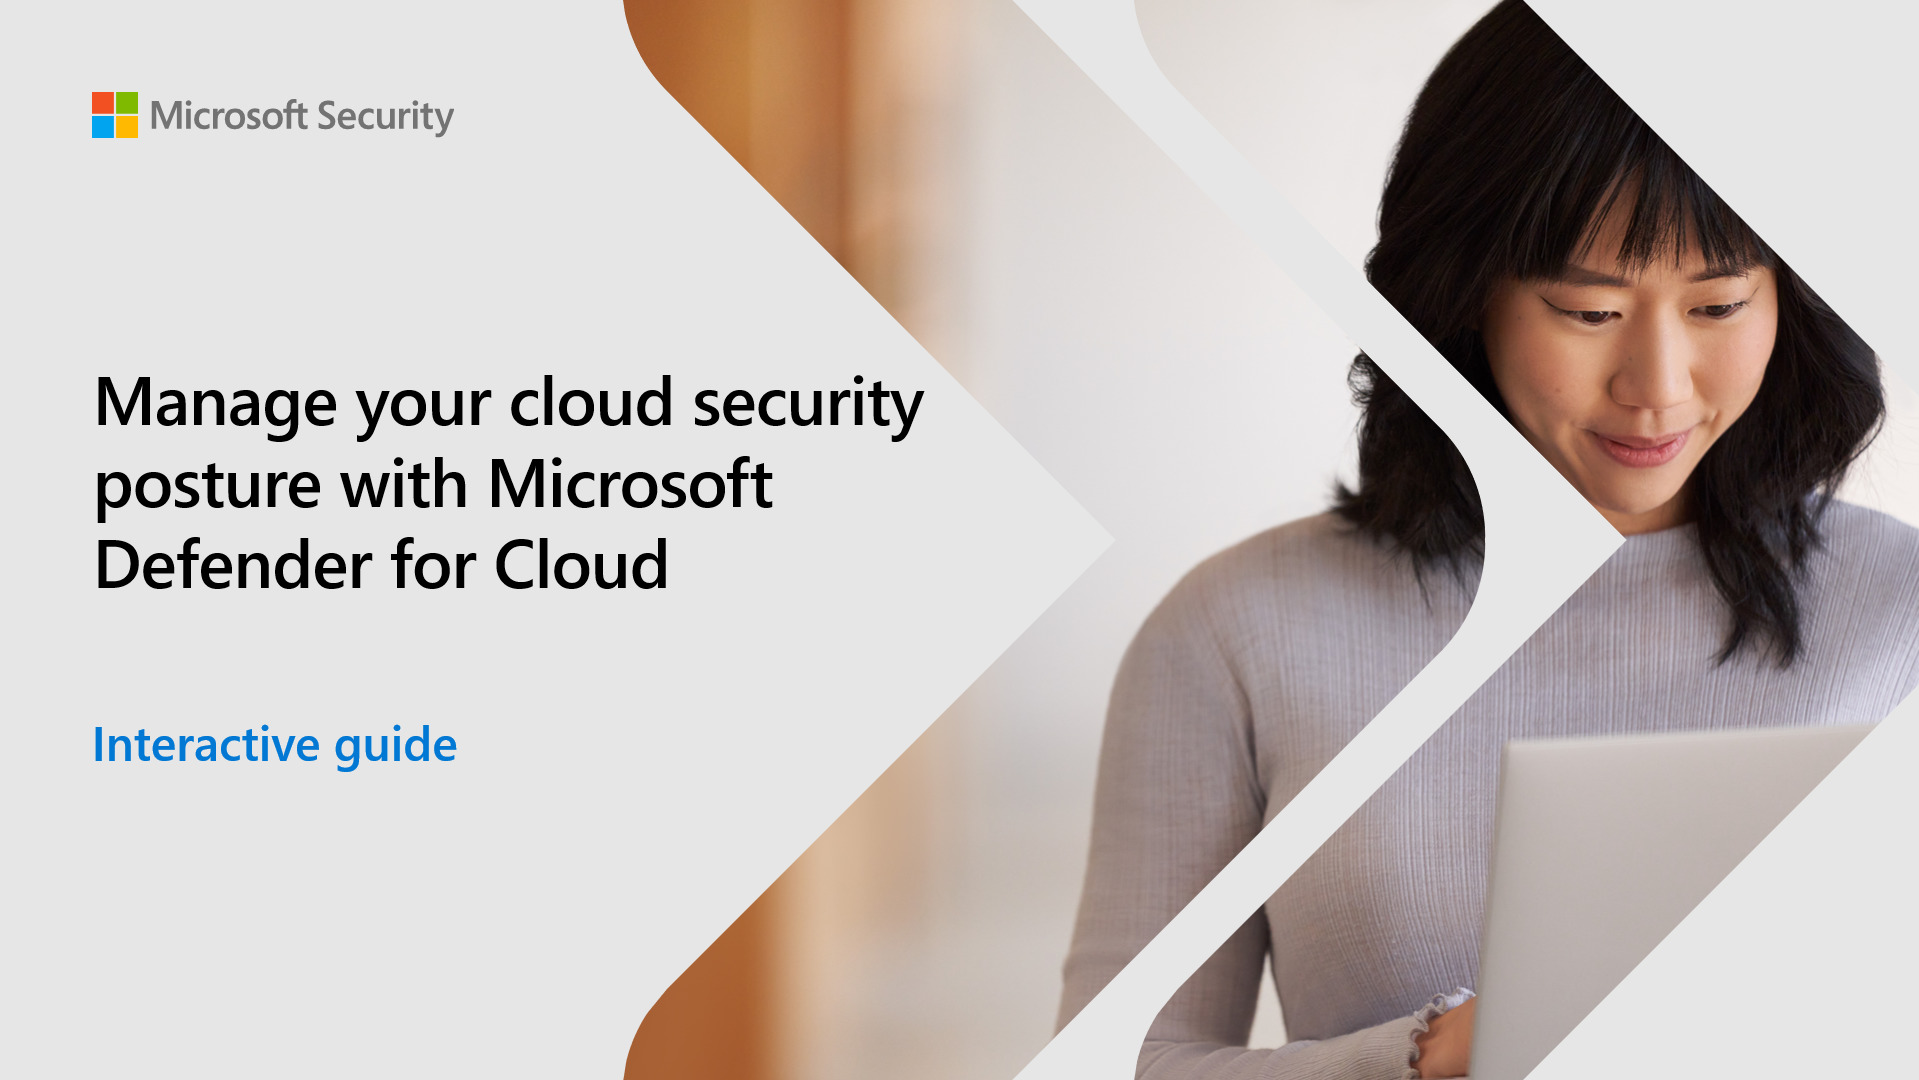 Microsoft Security
Manage your cloud security
posture with Microsoft
Defender for Cloud
Interactive guide